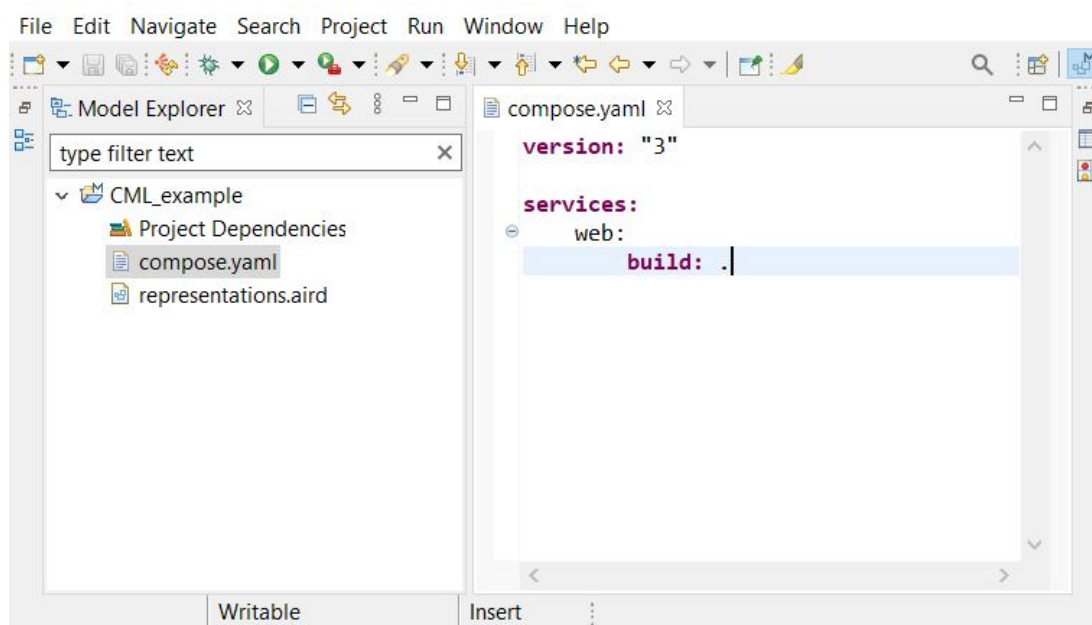 File Edit Navigate Search Project Run Window Help
Model Explorer
type filter text
CML_example
Project Dependencies
compose.yaml
representations.aird
compose.yaml
version: "3"
services:
web:
build: .
Writable
Insert